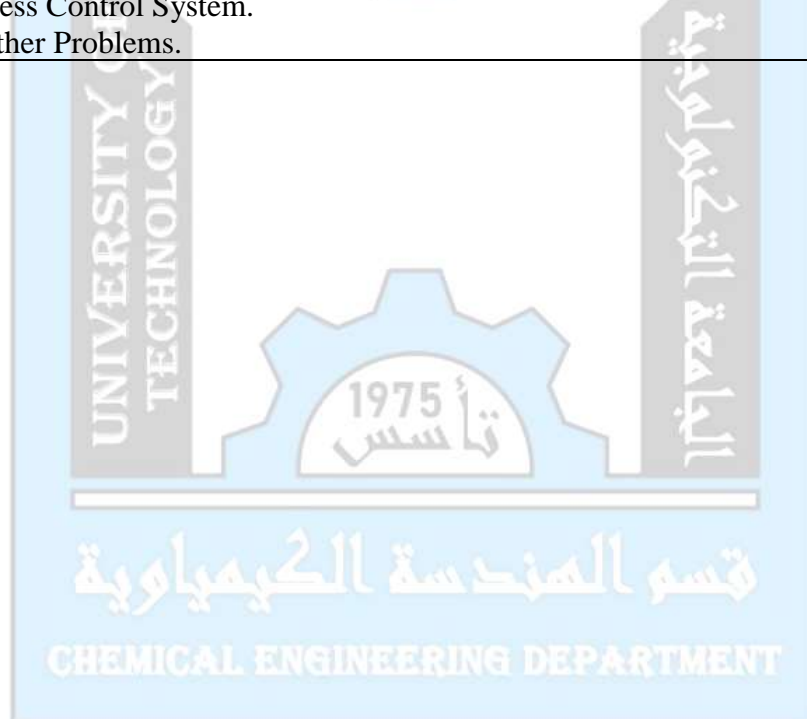 ess Control System.
ther Problems.
UNIVERSITY OF
TECHNOLOGY
الجامعة التكنولوجية
1975
تأسس
قسم الهندسة الكيمياوية
CHEMICAL ENGINEERING DEPARTMENT